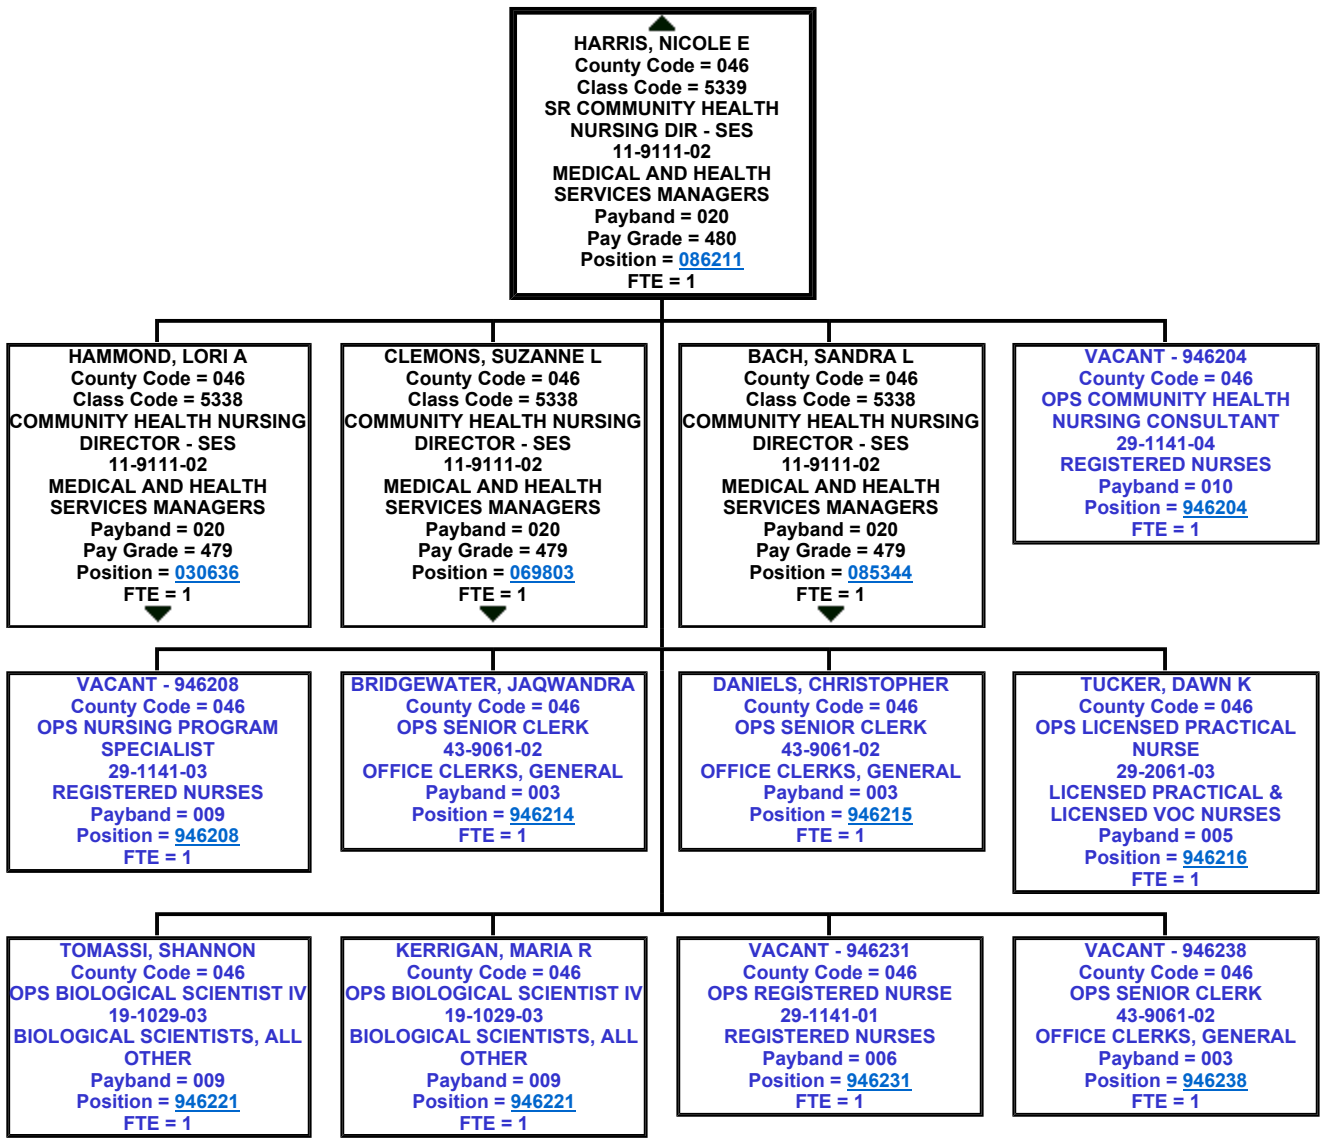 HARRIS, NICOLE E
County Code = 046
Class Code = 5339
SR COMMUNITY HEALTH
NURSING DIR - SES
11-9111-02
MEDICAL AND HEALTH
SERVICES MANAGERS
Payband = 020
Pay Grade = 480
Position = 086211
FTE = 1
HAMMOND, LORI A
County Code = 046
Class Code = 5338
COMMUNITY HEALTH NURSING
DIRECTOR - SES
11-9111-02
MEDICAL AND HEALTH
SERVICES MANAGERS
Payband = 020
Pay Grade = 479
Position = 030636
FTE = 1
CLEMONS, SUZANNE L
County Code = 046
Class Code = 5338
COMMUNITY HEALTH NURSING
DIRECTOR - SES
11-9111-02
MEDICAL AND HEALTH
SERVICES MANAGERS
Payband = 020
Pay Grade = 479
Position = 069803
FTE = 1
BACH, SANDRA L
County Code = 046
Class Code = 5338
COMMUNITY HEALTH NURSING
DIRECTOR - SES
11-9111-02
MEDICAL AND HEALTH
SERVICES MANAGERS
Payband = 020
Pay Grade = 479
Position = 085344
FTE = 1
VACANT - 946204
County Code = 046
OPS COMMUNITY HEALTH
NURSING CONSULTANT
29-1141-04
REGISTERED NURSES
Payband = 010
Position = 946204
FTE = 1
VACANT - 946208
County Code = 046
OPS NURSING PROGRAM
SPECIALIST
29-1141-03
REGISTERED NURSES
Payband = 009
Position = 946208
FTE = 1
BRIDGEWATER, JAQWANDRA
County Code = 046
OPS SENIOR CLERK
43-9061-02
OFFICE CLERKS, GENERAL
Payband = 003
Position = 946214
FTE = 1
DANIELS, CHRISTOPHER
County Code = 046
OPS SENIOR CLERK
43-9061-02
OFFICE CLERKS, GENERAL
Payband = 003
Position = 946215
FTE = 1
TUCKER, DAWN K
County Code = 046
OPS LICENSED PRACTICAL
NURSE
29-2061-03
LICENSED PRACTICAL &
LICENSED VOC NURSES
Payband = 005
Position = 946216
FTE = 1
TOMASSI, SHANNON
County Code = 046
OPS BIOLOGICAL SCIENTIST IV
19-1029-03
BIOLOGICAL SCIENTISTS, ALL
OTHER
Payband = 009
Position = 946221
FTE = 1
KERRIGAN, MARIA R
County Code = 046
OPS BIOLOGICAL SCIENTIST IV
19-1029-03
BIOLOGICAL SCIENTISTS, ALL
OTHER
Payband = 009
Position = 946221
FTE = 1
VACANT - 946231
County Code = 046
OPS REGISTERED NURSE
29-1141-01
REGISTERED NURSES
Payband = 006
Position = 946231
FTE = 1
VACANT - 946238
County Code = 046
OPS SENIOR CLERK
43-9061-02
OFFICE CLERKS, GENERAL
Payband = 003
Position = 946238
FTE = 1